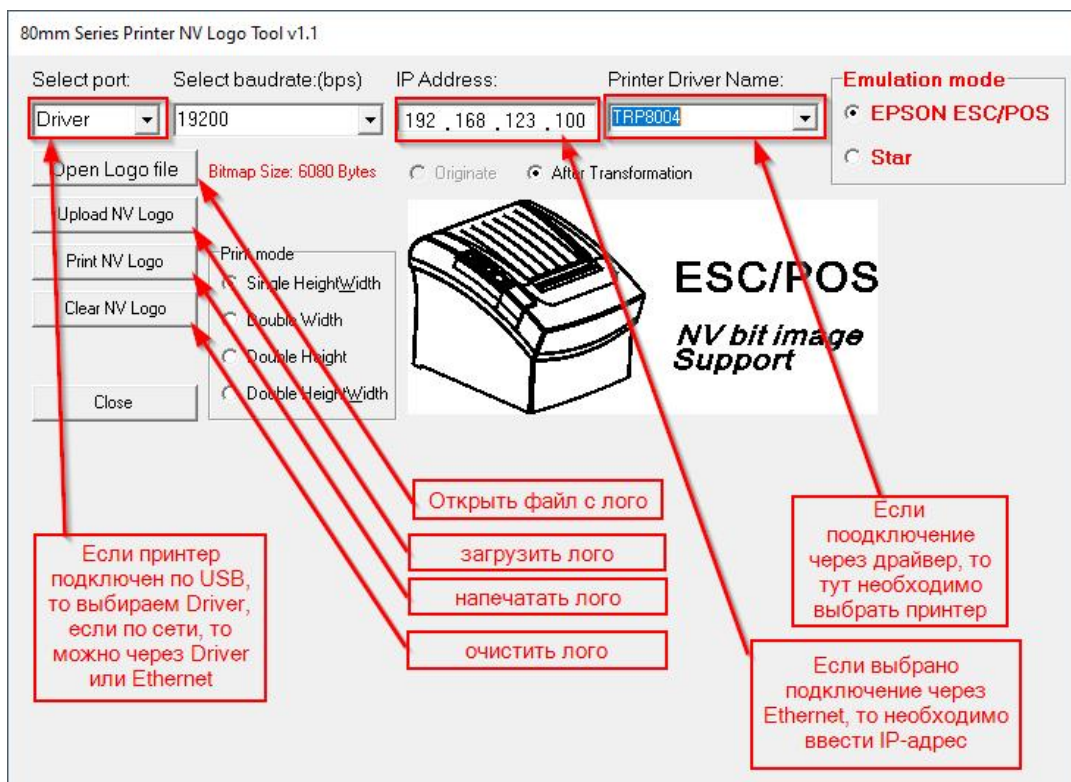 80mm Series Printer NV Logo Tool v1.1
Select port:
Select baudrate:(bps)
IP Address:
Printer Driver Name:
Emulation mode
Driver
19200
192 . 168 . 123 . 100
TRP8004
EPSON ESC/POS
Star
Open Logo file
Bitmap Size: 6080 Bytes
Originate
After Transformation
Upload NV Logo
Print NV Logo
Clear NV Logo
Close
Print mode
Single HeightWidth
Double Width
Double Height
Double HeightWidth
ESC/POS
NV bit image
Support
Открыть файл с лого
загрузить лого
напечатать лого
очистить лого
Если принтер
подключен по USB,
то выбираем Driver,
если по сети, то
можно через Driver
или Ethernet
Если
поодключение
через драйвер, то
тут необходимо
выбрать принтер
Если выбрано
подключение через
Ethernet, то необходимо
ввести IP-адрес